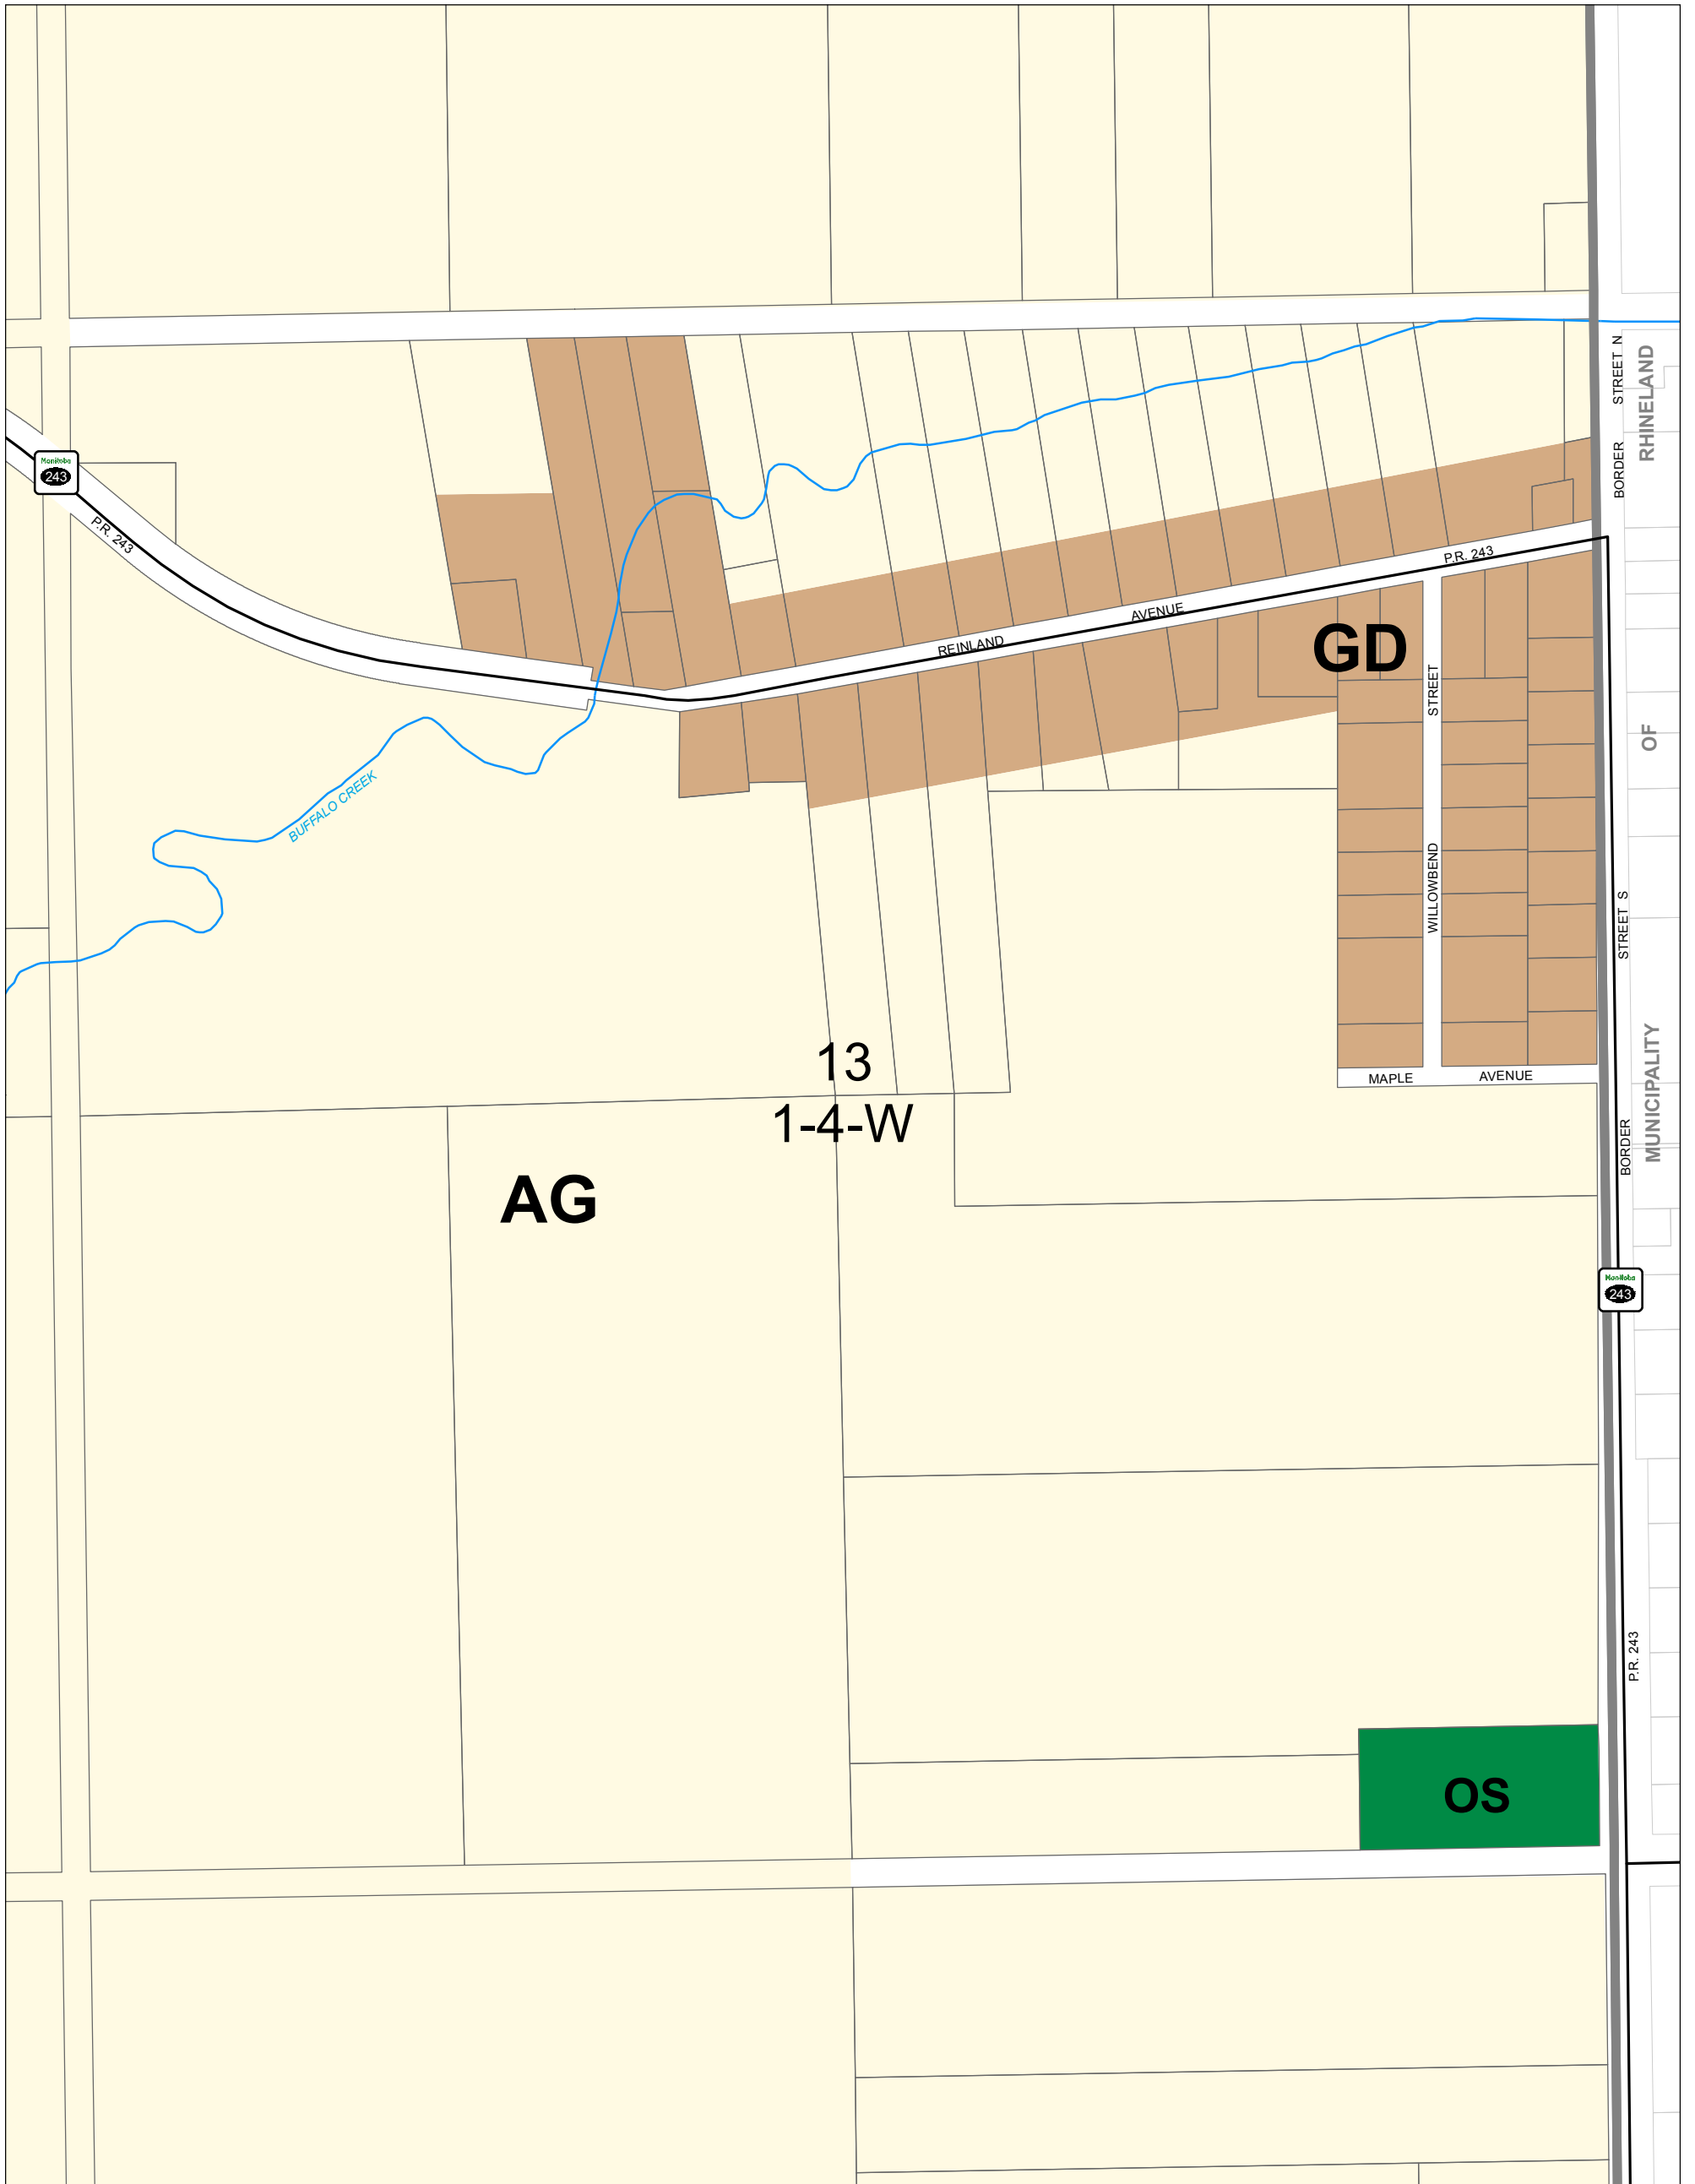 STREET N
RHINELAND
BORDER
Manitoba
243
P.R. 243
P.R. 243
AVENUE
REINLAND
GD
STREET
OF
BUFFALO CREEK
WILLOWBEND
STREET S
13
MAPLE
AVENUE
MUNICIPALITY
1-4-W
BORDER
AG
Manitoba
243
P.R. 243
OS